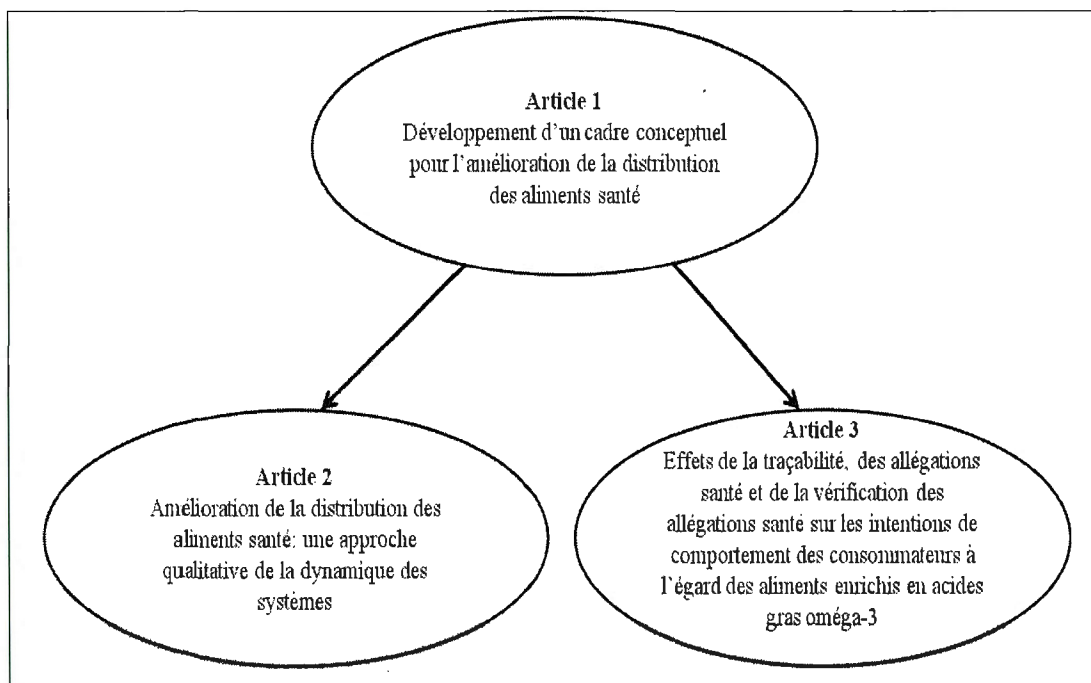 Article 1
Développement d'un cadre conceptuel
pour l'amélioration de la distribution
des aliments santé
Article 2
Amélioration de la distribution des
aliments santé: une approche
qualitative de la dynamique des
systèmes
Article 3
Effets de la traçabilité, des allégations
santé et de la vérification des
allégations santé sur les intentions de
comportement des consommateurs à
l'égard des aliments enrichis en acides
gras oméga-3